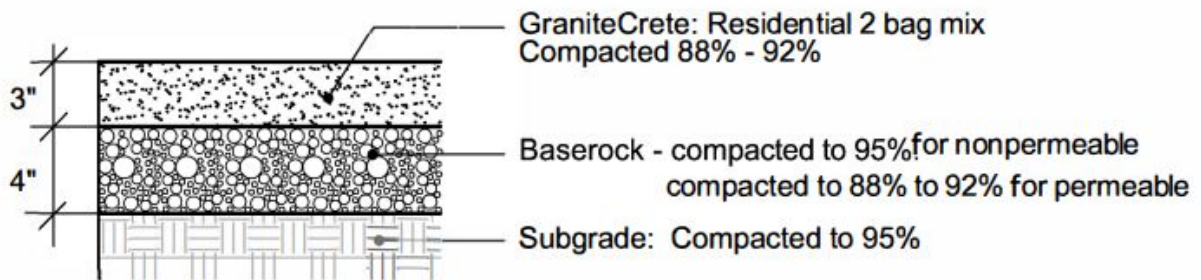 GraniteCrete: Residential 2 bag mix
Compacted 88% - 92%
3"
Baserock - compacted to 95% for nonpermeable
compacted to 88% to 92% for permeable
4"
Subgrade: Compacted to 95%